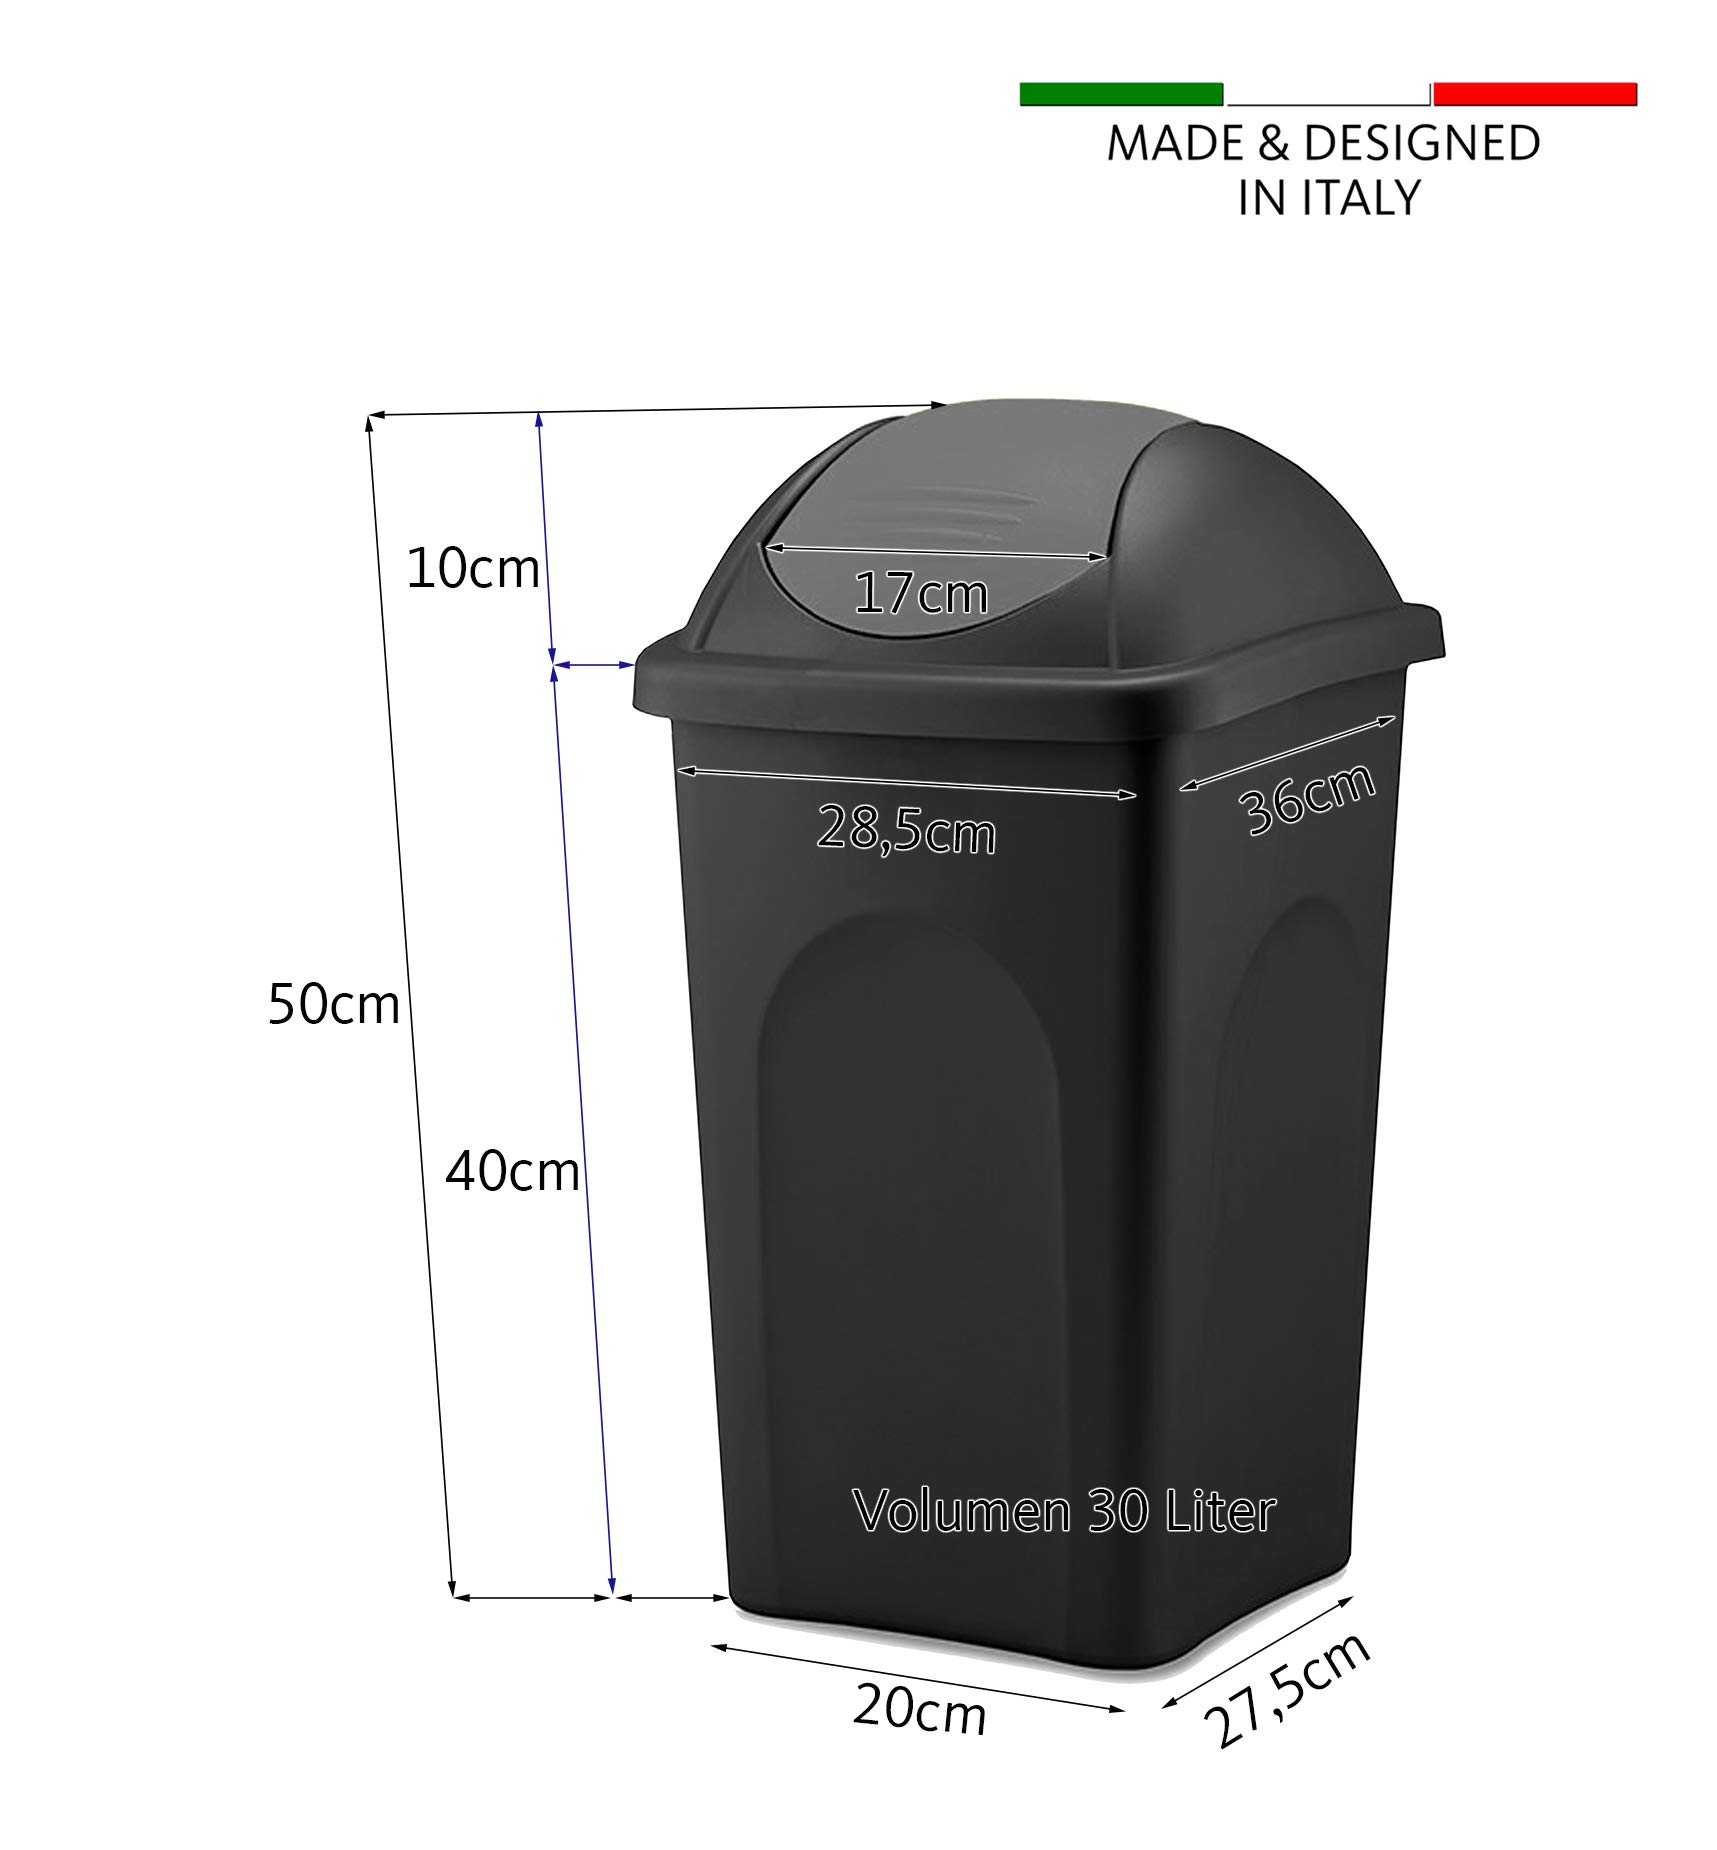 MADE & DESIGNED
IN ITALY
10cm
17cm
28,5cm
36cm
50cm
40cm
Volumen 30 Liter
20cm
27,5cm